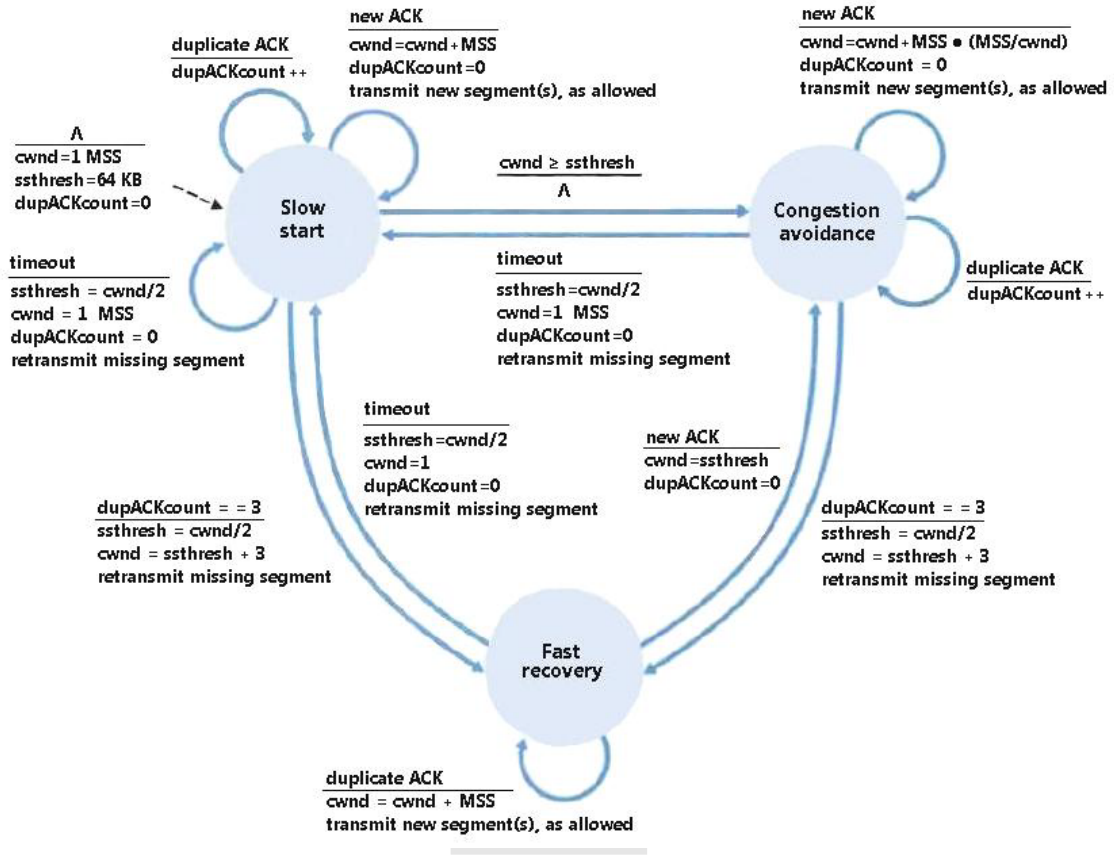 new ACK
cwnd=cwnd+MSS
dupACKcount=0
transmit new segment(s), as allowed
duplicate ACK
dupACKcount++
new ACK
cwnd=cwnd+MSS ● (MSS/cwnd)
dupACKcount = 0
transmit new segment(s), as allowed
Λ
cwnd=1 MSS
ssthresh=64 KB
dupACKcount=0
Slow
start
cwnd ≥ ssthresh
Λ
Congestion
avoidance
timeout
ssthresh = cwnd/2
cwnd = 1 MSS
dupACKcount = 0
retransmit missing segment
timeout
ssthresh=cwnd/2
cwnd=1 MSS
dupACKcount=0
retransmit missing segment
duplicate ACK
dupACKcount++
timeout
ssthresh=cwnd/2
cwnd=1
dupACKcount=0
retransmit missing segment
new ACK
cwnd=ssthresh
dupACKcount=0
dupACKcount = = 3
ssthresh = cwnd/2
cwnd = ssthresh + 3
retransmit missing segment
dupACKcount = = 3
ssthresh = cwnd/2
cwnd = ssthresh + 3
retransmit missing segment
Fast
recovery
duplicate ACK
cwnd = cwnd + MSS
transmit new segment(s), as allowed